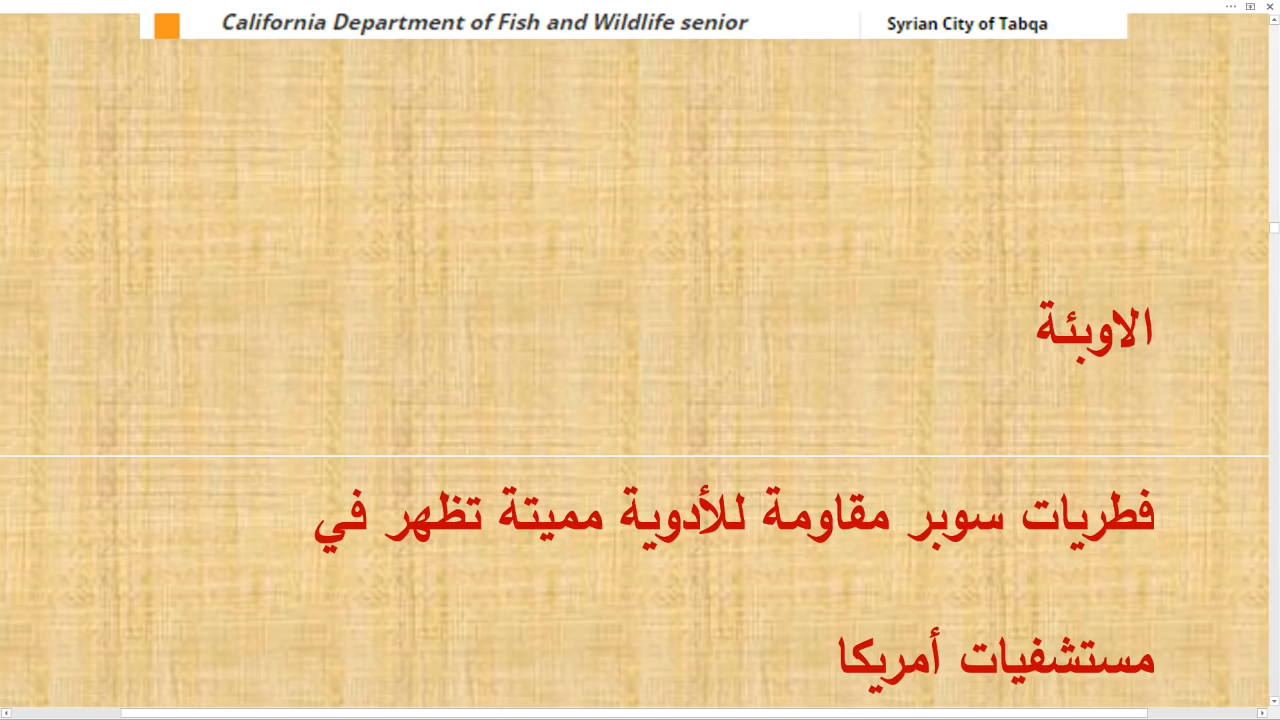 California Department of Fish and Wildlife senior
Syrian City of Tabqa
الاوبئة
فطريات سوبر مقاومة للأدوية مميتة تظهر في
مستشفيات أمريكا